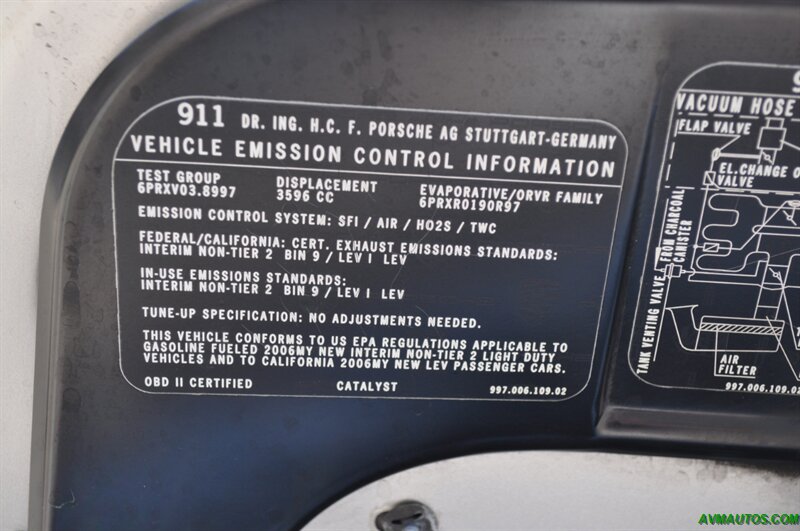 911 DR. ING. H.C. F. PORSCHE AG STUTTGART-GERMANY
VEHICLE EMISSION CONTROL INFORMATION
TEST GROUP
6PRXV03.8997
DISPLACEMENT
3596 CC
EVAPORATIVE/ORVR FAMILY
6PRXR0190R97
EMISSION CONTROL SYSTEM: SFI / AIR / HO2S / TWC
FEDERAL/CALIFORNIA: CERT. EXHAUST EMISSIONS STANDARDS:
INTERIM NON-TIER 2 BIN 9 / LEV I LEV
IN-USE EMISSIONS STANDARDS:
INTERIM NON-TIER 2 BIN 9 / LEV I LEV
TUNE-UP SPECIFICATION: NO ADJUSTMENTS NEEDED.
THIS VEHICLE CONFORMS TO US EPA REGULATIONS APPLICABLE TO
GASOLINE FUELED 2006MY NEW INTERIM NON-TIER 2 LIGHT DUTY
VEHICLES AND TO CALIFORNIA 2006MY NEW LEV PASSENGER CARS.
OBD II CERTIFIED CATALYST 997.006.109.02
9
VACUUM HOSE
FLAP VALVE
EL.CHANGE O
VALVE
FROM CHARCOAL
CANISTER
TANK VENTING VALVE
AIR
FILTER
997.006.109.02
AVMAUTOS.COM